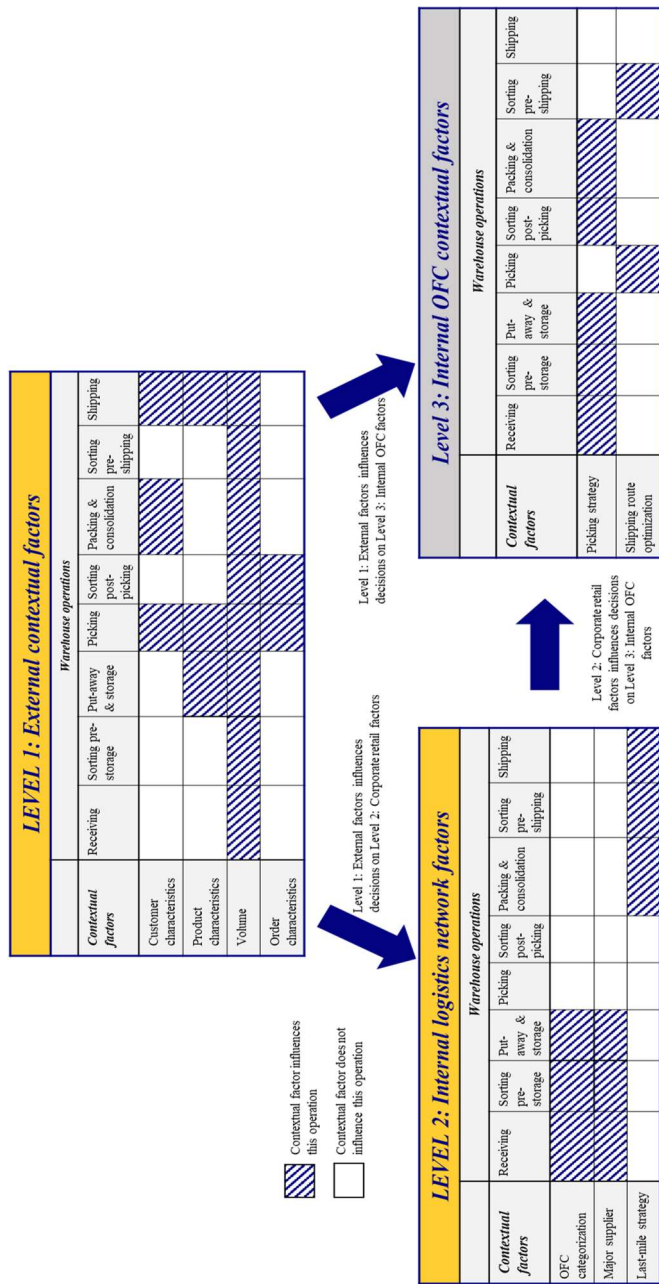 LEVEL 1: External contextual factors
Warehouse operations
Contextual
factors
Receiving
Sorting pre-
storage
Put-away
& storage
Picking
Sorting
post-
picking
Packing &
consolidation
Sorting
pre-
shipping
Shipping
Customer
characteristics
Product
characteristics
Volume
Order
characteristics
Contextual factor influences
this operation
Contextual factor does not
influence this operation
Level 1: External factors influences
decisions on Level 2: Corporate retail factors
Level 1: External factors influences
decisions on Level 3: Internal OFC factors
LEVEL 2: Internal logistics network factors
Warehouse operations
Contextual
factors
Receiving
Sorting
pre-
storage
Put-
away &
storage
Picking
Sorting
post-
picking
Packing &
consolidation
Sorting
pre-
shipping
Shipping
OFC
categorization
Major supplier
Last-mile strategy
Level 2: Corporate retail
factors influences decisions
on Level 3: Internal OFC
factors
Level 3: Internal OFC contextual factors
Warehouse operations
Contextual
factors
Receiving
Sorting
pre-
storage
Put-
away &
storage
Picking
Sorting
post-
picking
Packing &
consolidation
Sorting
pre-
shipping
Shipping
Picking strategy
Shipping route
optimization